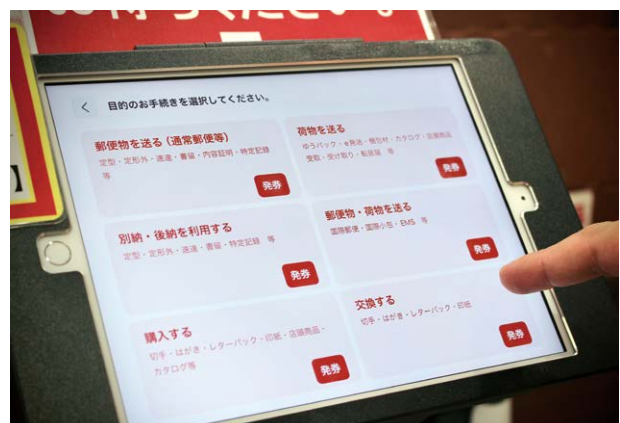 ください。
目的のお手続きを選択してください。
郵便物を送る（通常郵便等）
定型・定形外・速達・書留・内容証明・特定記録
等
発券
荷物を送る
ゆうパック・e発送・梱包材・カタログ・店頭商品
受取・受け取り・転居届 等
発券
別納・後納を利用する
定型・定形外・速達・書留・特定記録 等
発券
郵便物・荷物を送る
国際郵便・国際小包・EMS 等
発券
購入する
切手・はがき・レターパック・印紙・店頭商品・
カタログ等
発券
交換する
切手・はがき・レターパック・印紙
発券